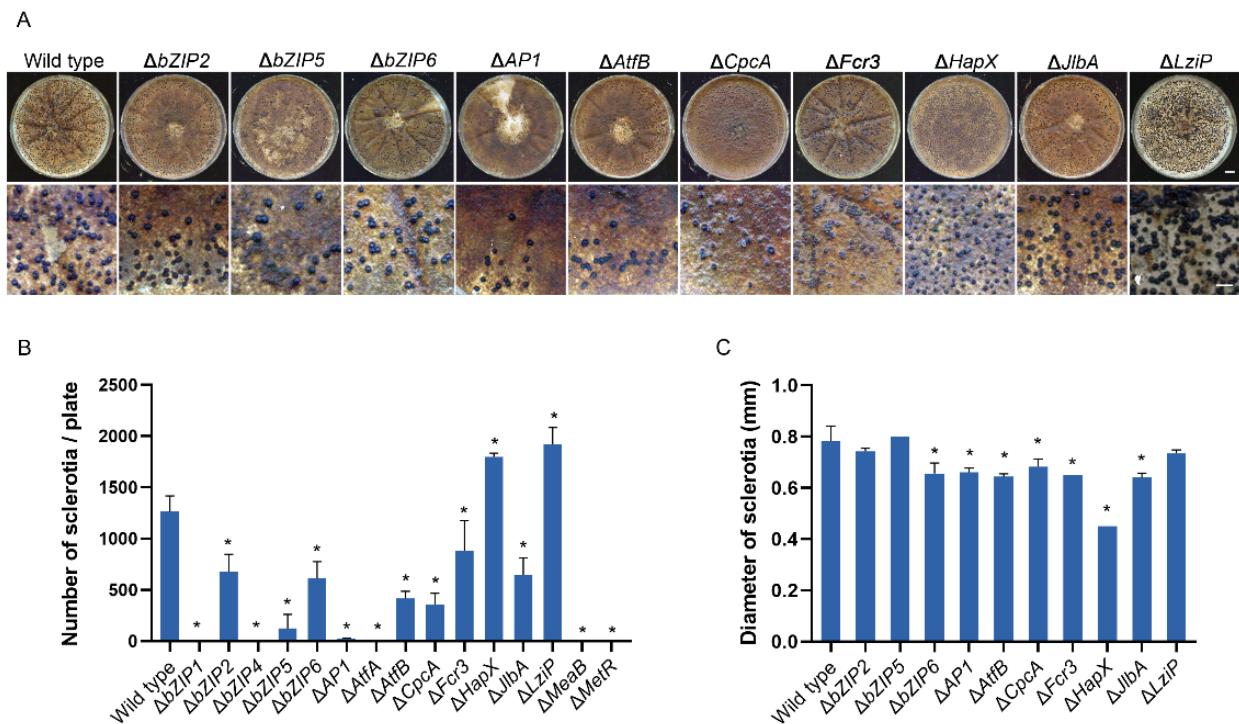 A
Wild type ΔbZIP2 ΔbZIP5 ΔbZIP6 ΔAP1 ΔAtfB ΔCpcA ΔFcr3 ΔHapX ΔJlbA ΔLziP
B
Number of sclerotia / plate
2500
2000
1500
1000
500
0
* * * * * * * * * * * * * * *
Wild type ΔbZIP1 ΔbZIP2 ΔbZIP4 ΔbZIP5 ΔbZIP6 ΔAP1 ΔAtfA ΔAtfB ΔCpcA ΔFcr3 ΔHapX ΔJlbA ΔLziP ΔMeaB ΔMetR
C
Diameter of sclerotia (mm)
1.0
0.8
0.6
0.4
0.2
0.0
* * * * * * *
Wild type ΔbZIP2 ΔbZIP5 ΔbZIP6 ΔAP1 ΔAtfB ΔCpcA ΔFcr3 ΔHapX ΔJlbA ΔLziP